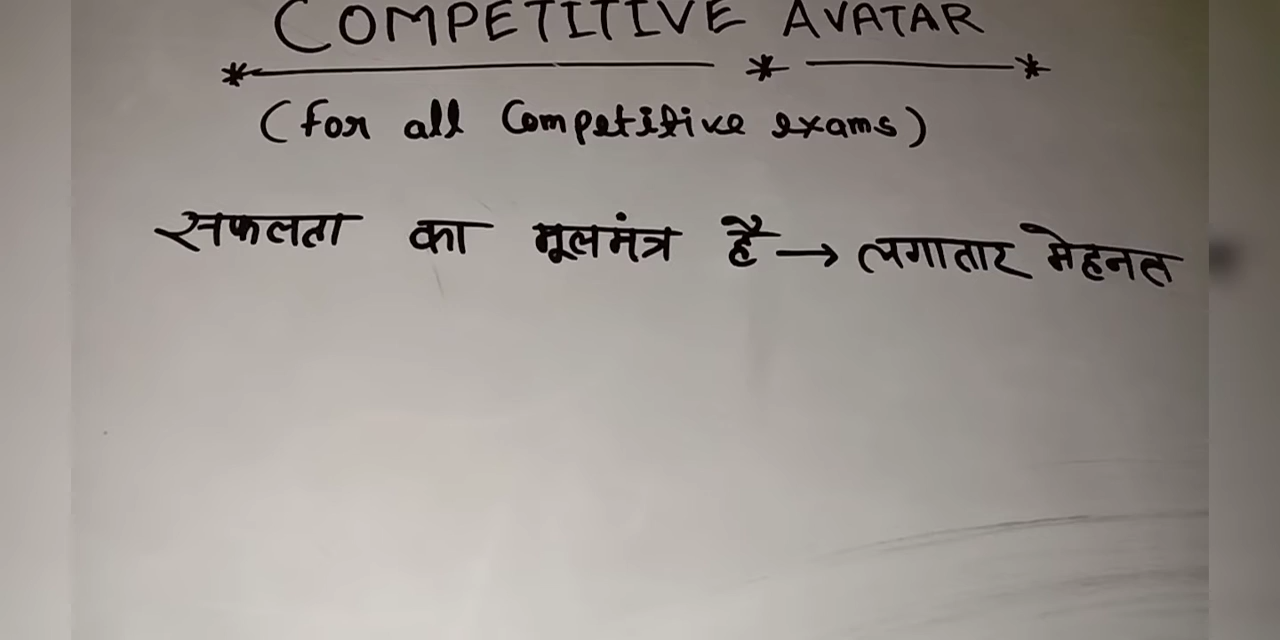 COMPETITIVE AVATAR
(for all Competitive exams)
सफलता का मूलमंत्र है → लगातार मेहनत